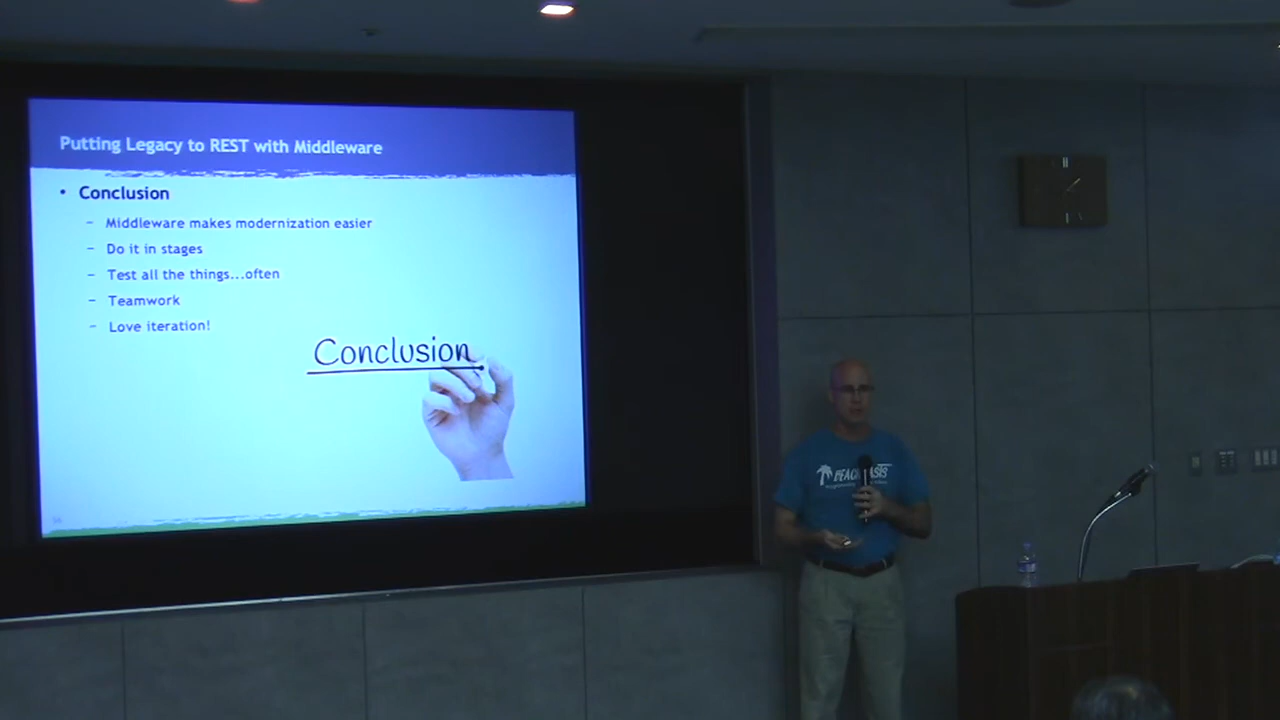 Putting Legacy to REST with Middleware
• Conclusion
– Middleware makes modernization easier
– Do it in stages
– Test all the things...often
– Teamwork
– Love iteration!
Conclusion